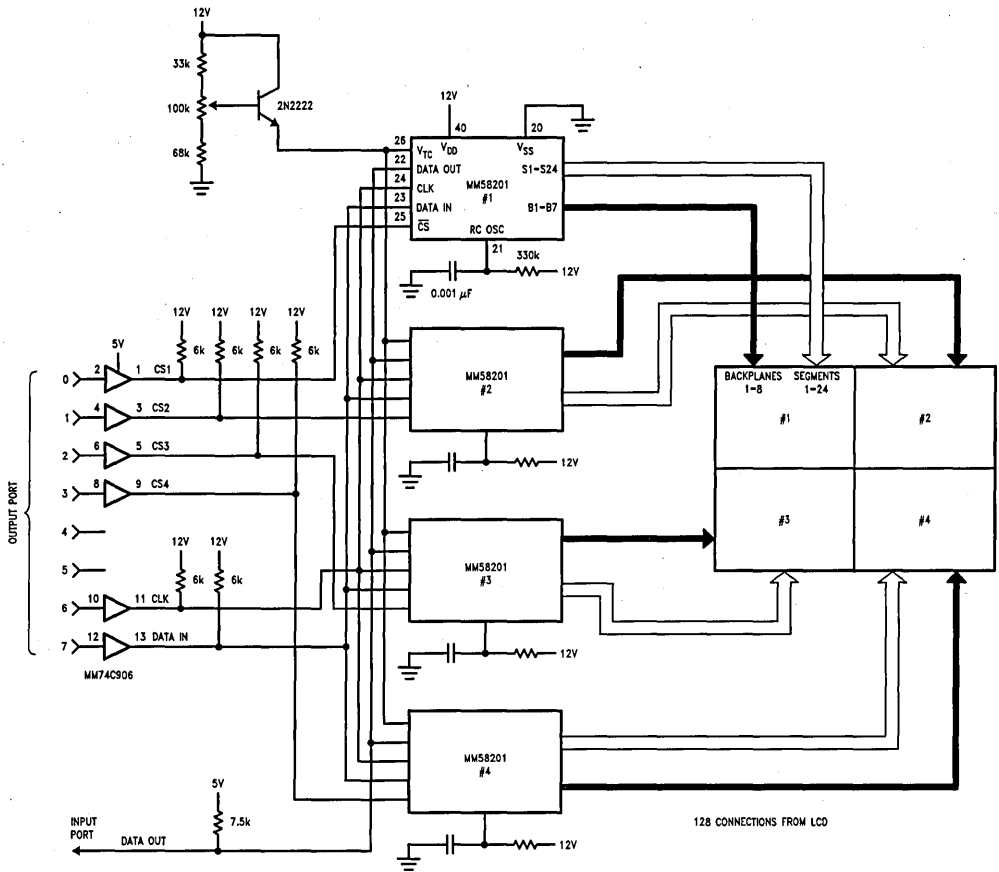 12V
33k
100k
2N2222
68k
12V
40
20
26
VTC
VDD
VSS
22
DATA OUT
S1–S24
24
CLK
MM58201
#1
23
DATA IN
B1–B7
25
CS
RC OSC
21
330k
12V
0.001 μF
12V
12V
12V
12V
5V
6k
6k
6k
6k
MM58201
#2
12V
0
2
1
CS1
1
4
3
CS2
2
6
5
CS3
3
8
9
CS4
4
5
12V
12V
6k
6k
6
10
11
CLK
7
12
13
DATA IN
MM74C906
OUTPUT PORT
BACKPLANES
1–8
SEGMENTS
1–24
#1
#2
#3
#4
MM58201
#3
12V
MM58201
#4
12V
5V
7.5k
INPUT
PORT
DATA OUT
128 CONNECTIONS FROM LCD